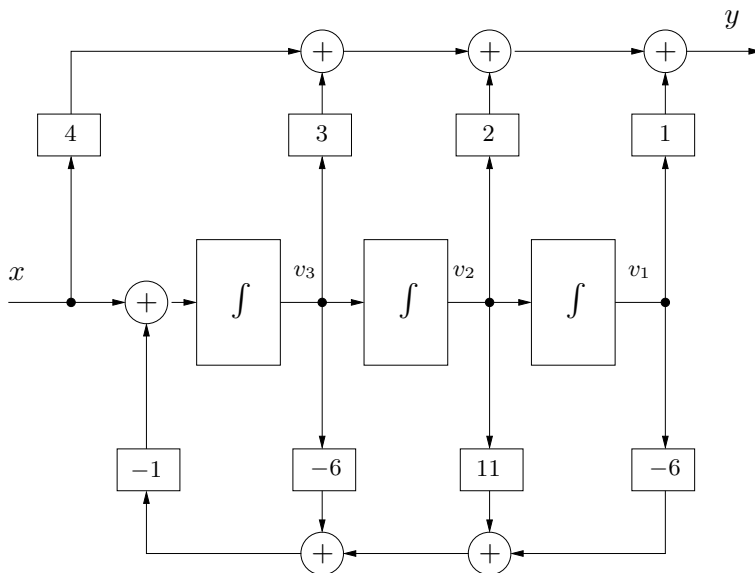 y
+ + +
4 3 2 1
x v₃ v₂ v₁
+ ∫ ∫ ∫
−1 −6 11 −6
+ +